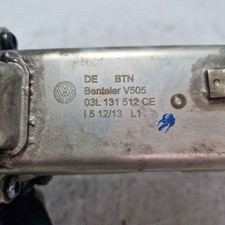 DE BTN
Benteler V505
03L 131 512 CE
I 5 12/13 L1